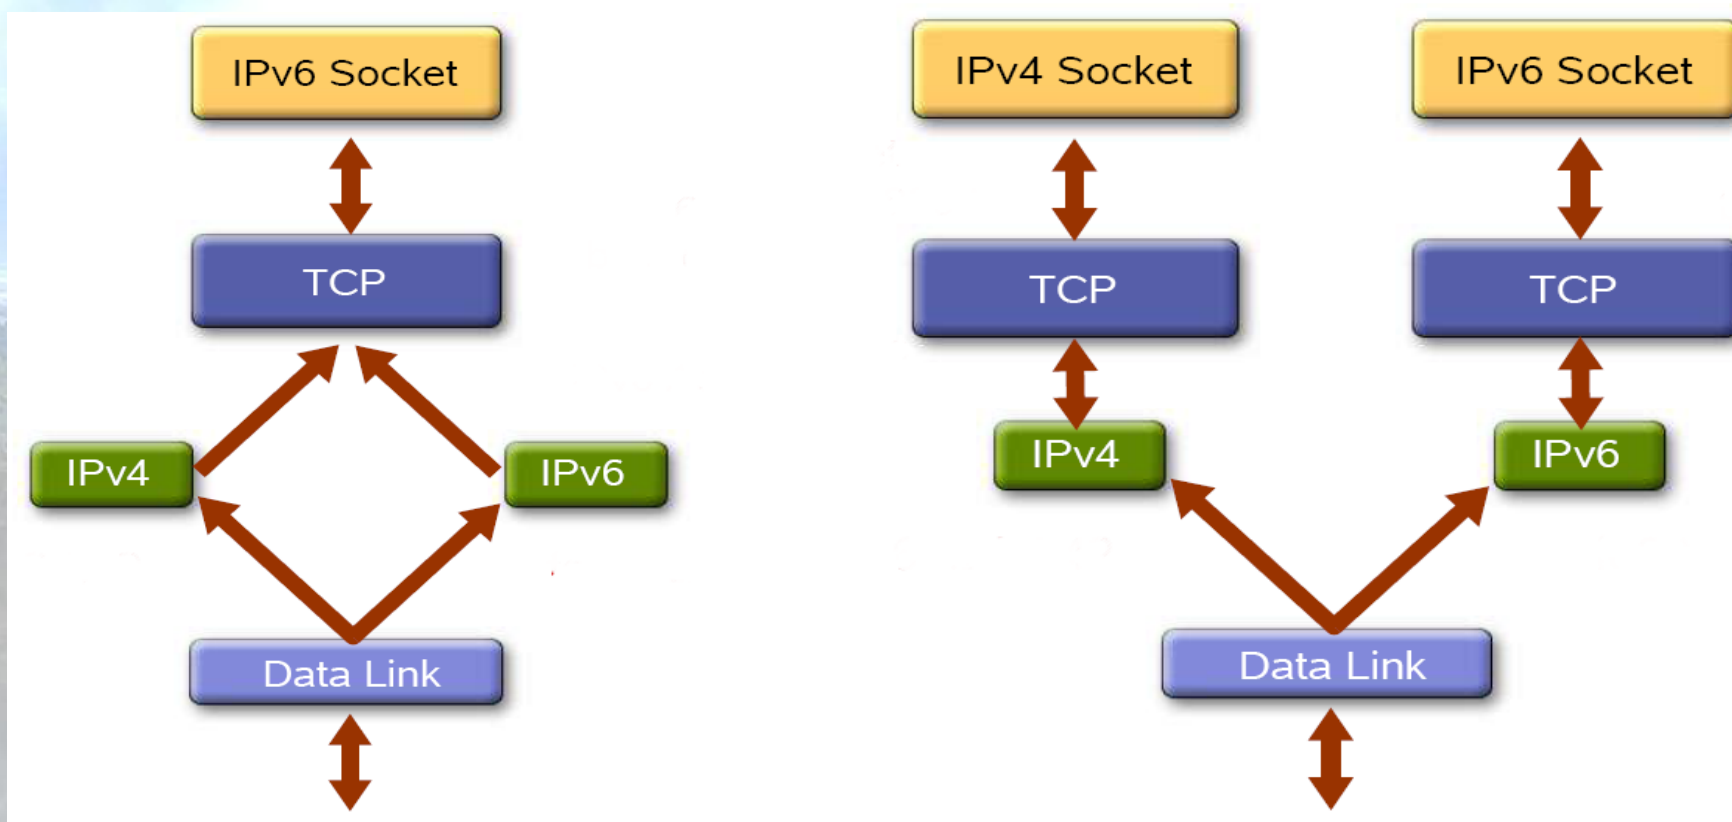 IPv6 Socket
TCP
IPv4
IPv6
Data Link
IPv4 Socket
IPv6 Socket
TCP
TCP
IPv4
IPv6
Data Link